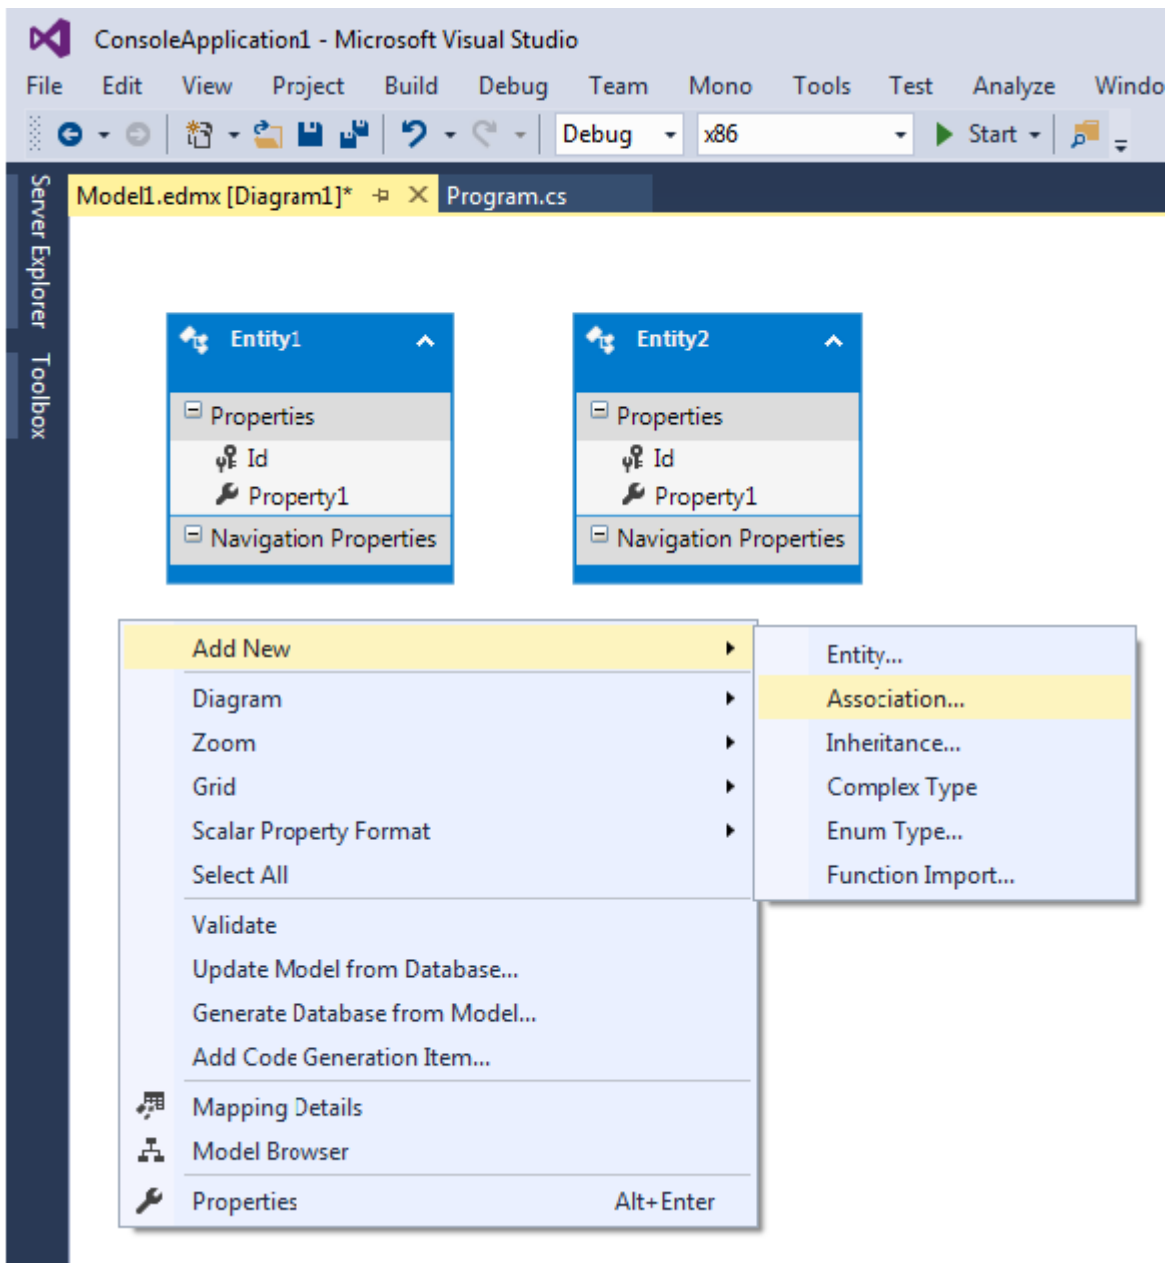 ConsoleApplication1 - Microsoft Visual Studio
File Edit View Project Build Debug Team Mono Tools Test Analyze Windo
Debug x86 Start
Server Explorer
Toolbox
Model1.edmx [Diagram1]* Program.cs
Entity1 Entity2
Properties Properties
Id Id
Property1 Property1
Navigation Properties Navigation Properties
Add New
Diagram
Zoom
Grid
Scalar Property Format
Select All
Validate
Update Model from Database...
Generate Database from Model...
Add Code Generation Item...
Mapping Details
Model Browser
Properties Alt+Enter
Entity...
Association...
Inheritance...
Complex Type
Enum Type...
Function Import...